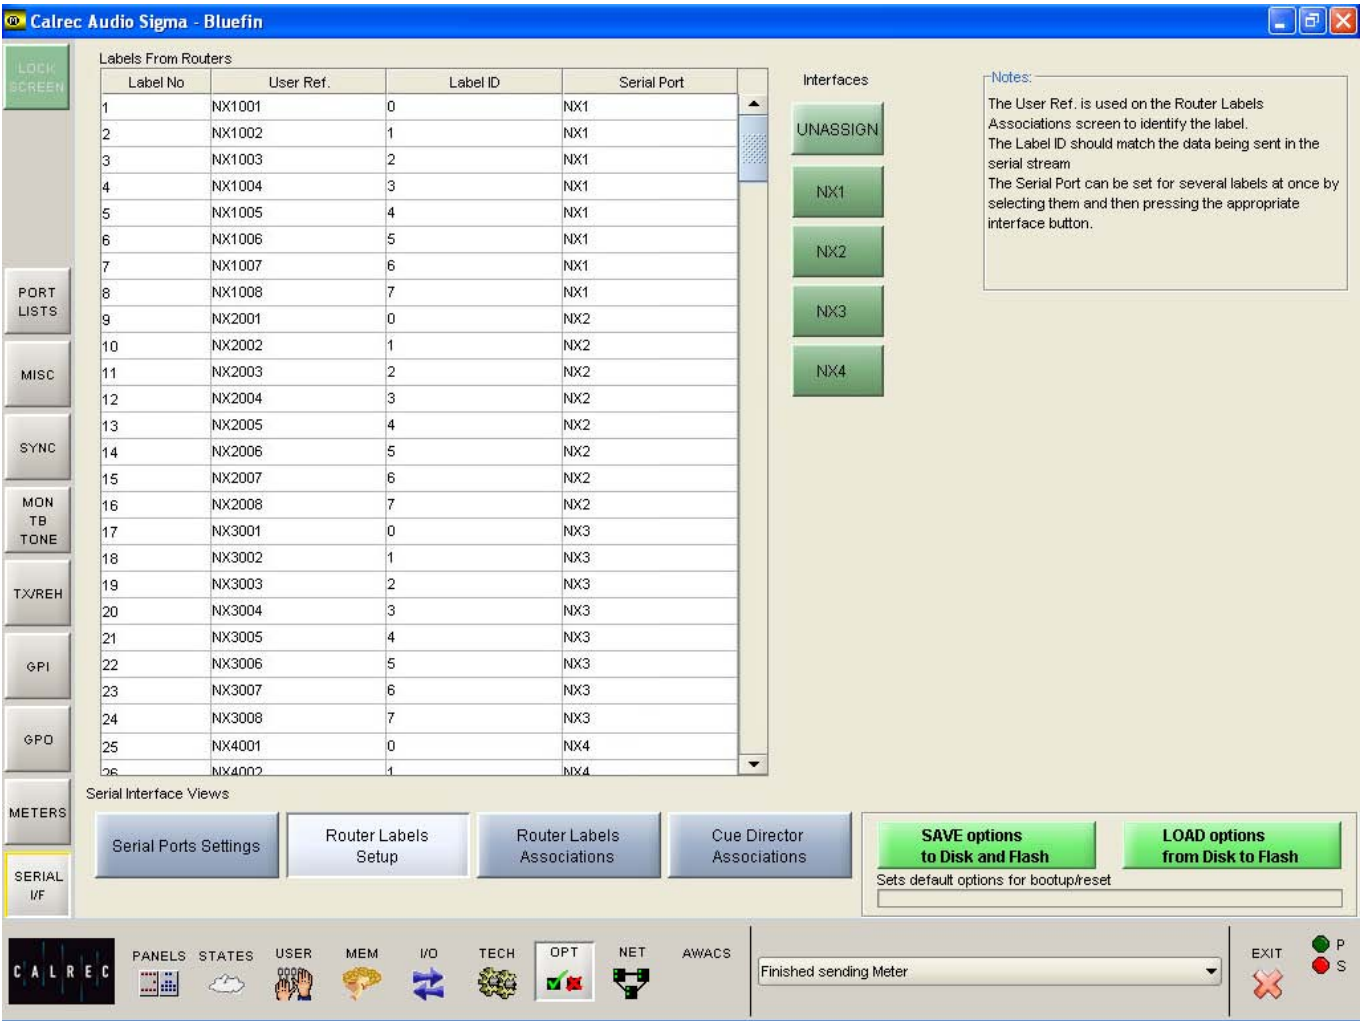 Calrec Audio Sigma - Bluefin
LOCK
SCREEN
Labels From Routers
Label No User Ref. Label ID Serial Port
1 NX1001 0 NX1
2 NX1002 1 NX1
3 NX1003 2 NX1
4 NX1004 3 NX1
5 NX1005 4 NX1
6 NX1006 5 NX1
7 NX1007 6 NX1
8 NX1008 7 NX1
9 NX2001 0 NX2
10 NX2002 1 NX2
11 NX2003 2 NX2
12 NX2004 3 NX2
13 NX2005 4 NX2
14 NX2006 5 NX2
15 NX2007 6 NX2
16 NX2008 7 NX2
17 NX3001 0 NX3
18 NX3002 1 NX3
19 NX3003 2 NX3
20 NX3004 3 NX3
21 NX3005 4 NX3
22 NX3006 5 NX3
23 NX3007 6 NX3
24 NX3008 7 NX3
25 NX4001 0 NX4
26 NX4002 1 NX4
Interfaces
UNASSIGN
NX1
NX2
NX3
NX4
Notes:
The User Ref. is used on the Router Labels
Associations screen to identify the label.
The Label ID should match the data being sent in the
serial stream
The Serial Port can be set for several labels at once by
selecting them and then pressing the appropriate
interface button.
PORT
LISTS
MISC
SYNC
MON
TB
TONE
TX/REH
GPI
GPO
METERS
SERIAL
I/F
Serial Interface Views
Serial Ports Settings
Router Labels
Setup
Router Labels
Associations
Cue Director
Associations
SAVE options
to Disk and Flash
LOAD options
from Disk to Flash
Sets default options for bootup/reset
CALREC
PANELS STATES USER MEM I/O TECH OPT NET AWACS
Finished sending Meter
EXIT
P
S